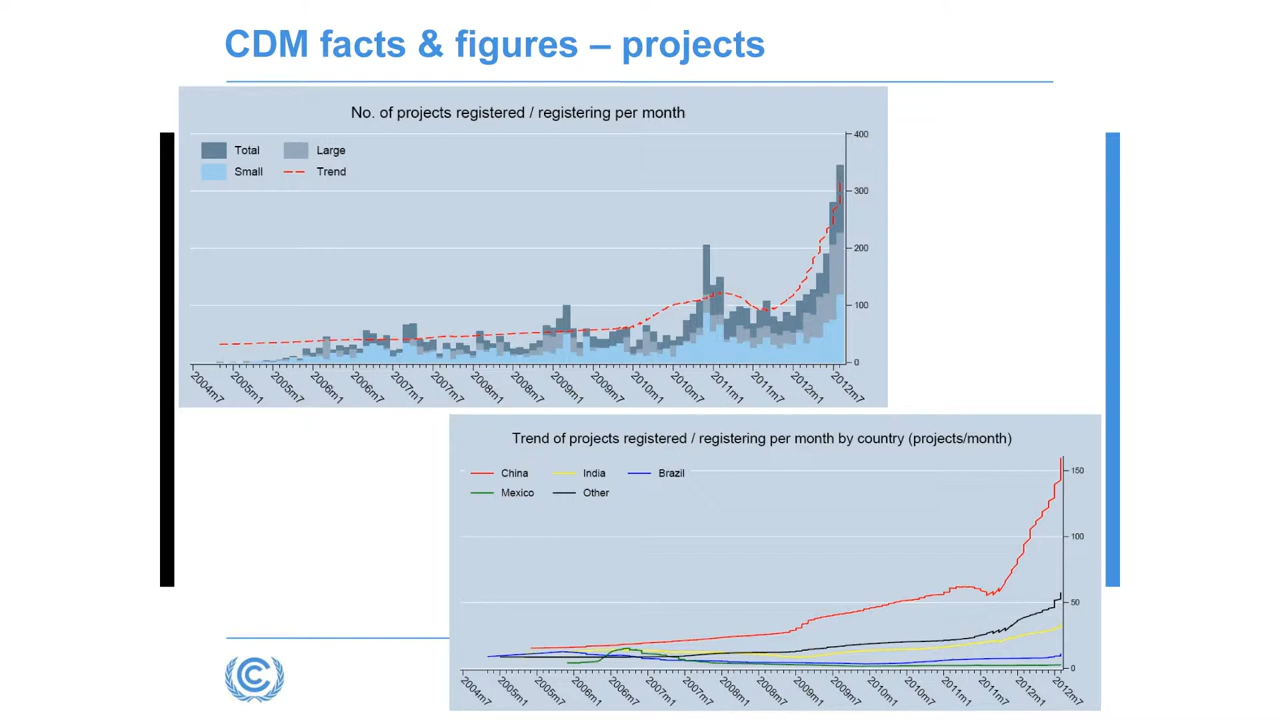 CDM facts & figures – projects
No. of projects registered / registering per month
Total Large
Small Trend
400
300
200
100
0
2004m7 2005m1 2005m7 2006m1 2006m7 2007m1 2007m7 2008m1 2008m7 2009m1 2009m7 2010m1 2010m7 2011m1 2011m7 2012m1 2012m7
Trend of projects registered / registering per month by country (projects/month)
China India Brazil
Mexico Other
150
100
50
0
2004m7 2005m1 2005m7 2006m1 2006m7 2007m1 2007m7 2008m1 2008m7 2009m1 2009m7 2010m1 2010m7 2011m1 2011m7 2012m1 2012m7